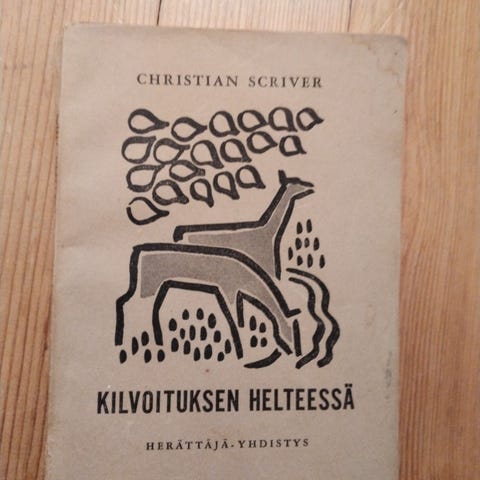 CHRISTIAN SCRIVER
KILVOITUKSEN HELTEESSÄ
HERÄTTÄJÄ-YHDISTYS